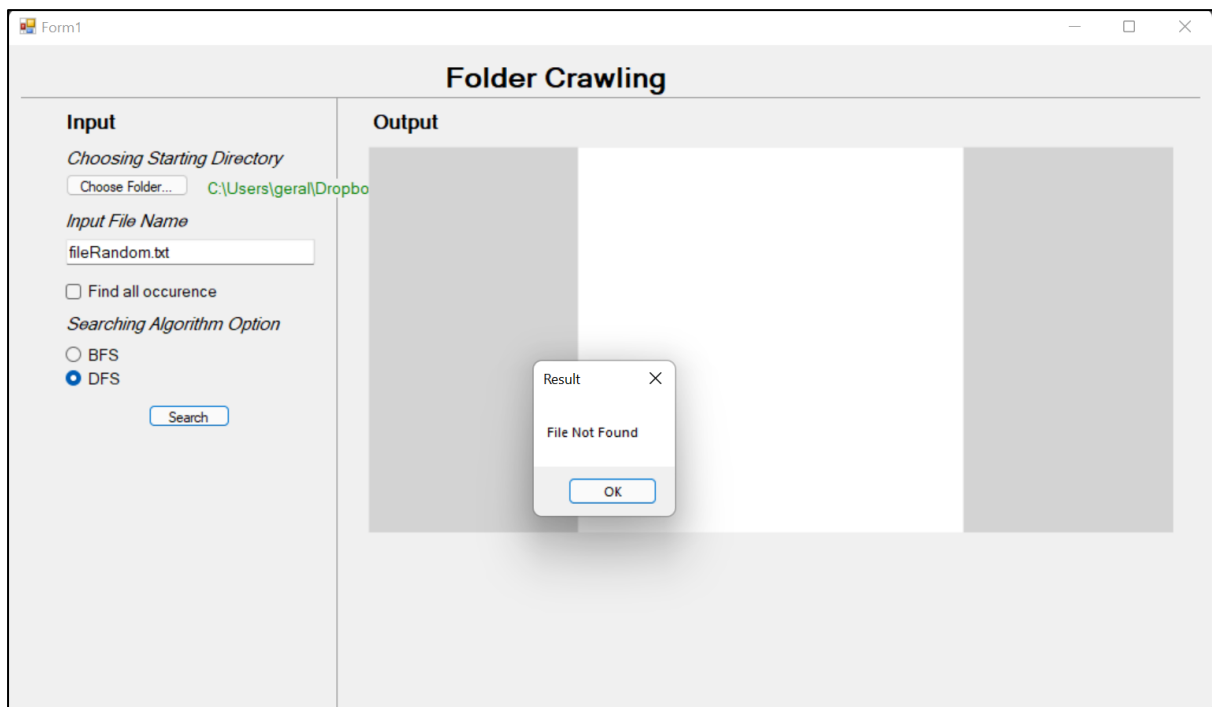 Form1
Folder Crawling
Input
Choosing Starting Directory
Choose Folder...
C:\Users\geral\Dropbo
Input File Name
fileRandom.txt
Find all occurence
Searching Algorithm Option
BFS
DFS
Search
Output
Result
File Not Found
OK